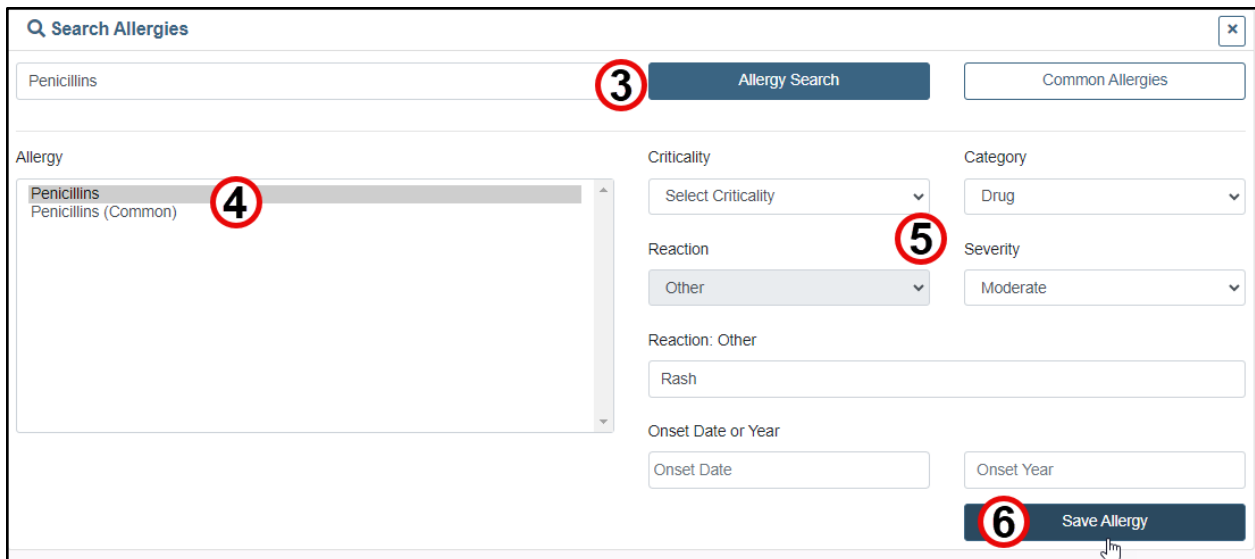 Search Allergies
×
Penicillins
3
Allergy Search
Common Allergies
Allergy
Penicillins
Penicillins (Common)
4
Criticality
Category
Select Criticality
Drug
5
Reaction
Severity
Other
Moderate
Reaction: Other
Rash
Onset Date or Year
Onset Date
Onset Year
6
Save Allergy